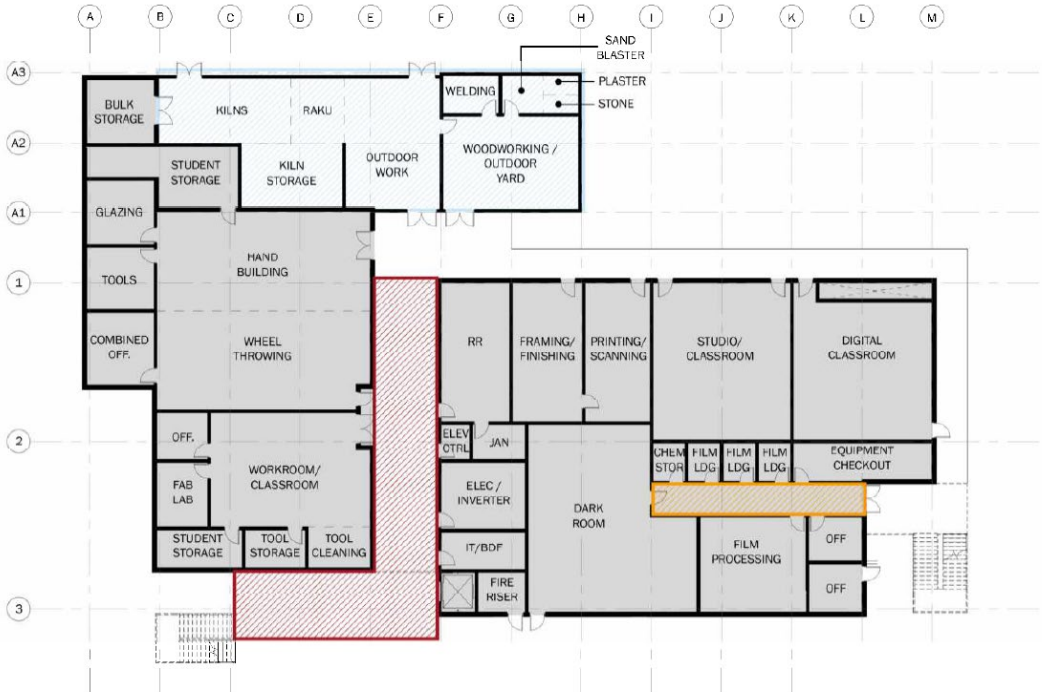 A B C D E F G H I J K L M
SAND
BLASTER
A3
PLASTER
WELDING
BULK
STORAGE
KILNS
RAKU
STONE
A2
WOODWORKING /
OUTDOOR
YARD
OUTDOOR
WORK
STUDENT
STORAGE
KILN
STORAGE
A1
GLAZING
HAND
BUILDING
TOOLS
1
COMBINED
OFF.
WHEEL
THROWING
RR
FRAMING/
FINISHING
PRINTING/
SCANNING
STUDIO/
CLASSROOM
DIGITAL
CLASSROOM
2
OFF.
ELEV
CTRL
JAN
CHEM
STOR
FILM
LDG
FILM
LDG
FILM
LDG
EQUIPMENT
CHECKOUT
WORKROOM/
CLASSROOM
FAB
LAB
ELEC /
INVERTER
DARK
ROOM
STUDENT
STORAGE
TOOL
STORAGE
TOOL
CLEANING
IT/BDF
FILM
PROCESSING
OFF
FIRE
RISER
OFF
3